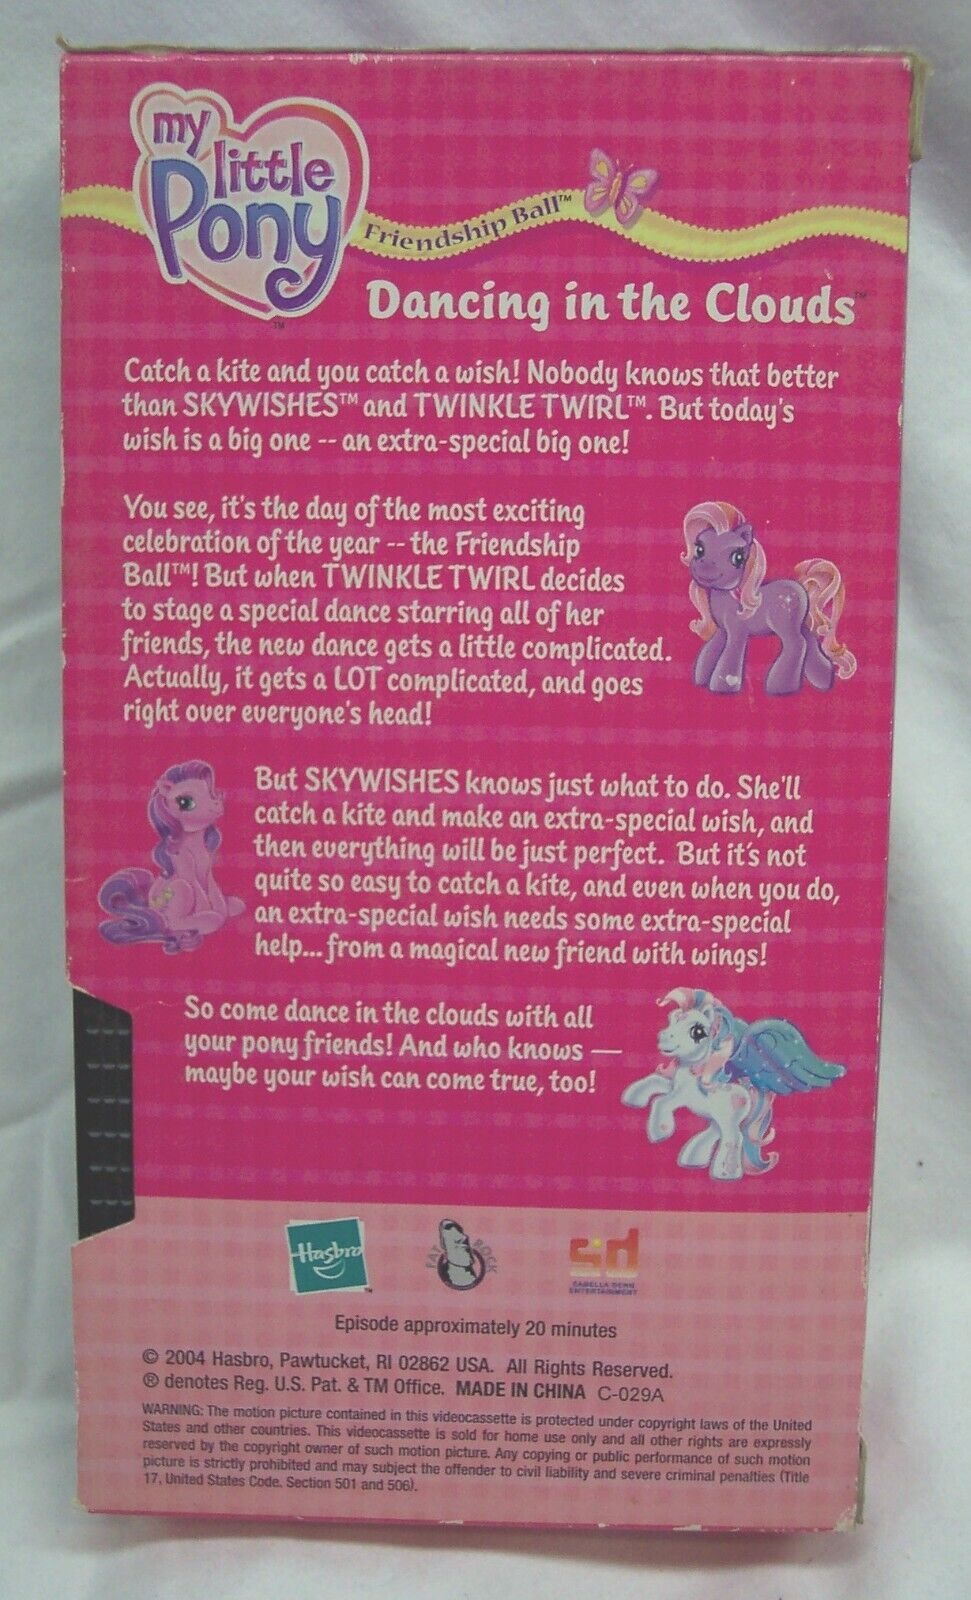 my
little
Pony
TM
Friendship Ball™
Dancing in the Clouds™
Catch a kite and you catch a wish! Nobody knows that better
than SKYWISHES™ and TWINKLE TWIRL™. But today's
wish is a big one -- an extra-special big one!
You see, it's the day of the most exciting
celebration of the year -- the Friendship
Ball™! But when TWINKLE TWIRL decides
to stage a special dance starring all of her
friends, the new dance gets a little complicated.
Actually, it gets a LOT complicated, and goes
right over everyone's head!
But SKYWISHES knows just what to do. She'll
catch a kite and make an extra-special wish, and
then everything will be just perfect. But it's not
quite so easy to catch a kite, and even when you do,
an extra-special wish needs some extra-special
help... from a magical new friend with wings!
So come dance in the clouds with all
your pony friends! And who knows —
maybe your wish can come true, too!
Hasbro
TM
FAT ROCK
sd
SABELLA DERN
ENTERTAINMENT
Episode approximately 20 minutes
© 2004 Hasbro, Pawtucket, RI 02862 USA. All Rights Reserved.
® denotes Reg. U.S. Pat. & TM Office. MADE IN CHINA C-029A
WARNING: The motion picture contained in this videocassette is protected under copyright laws of the United
States and other countries. This videocassette is sold for home use only and all other rights are expressly
reserved by the copyright owner of such motion picture. Any copying or public performance of such motion
picture is strictly prohibited and may subject the offender to civil liability and severe criminal penalties (Title
17, United States Code, Section 501 and 506).